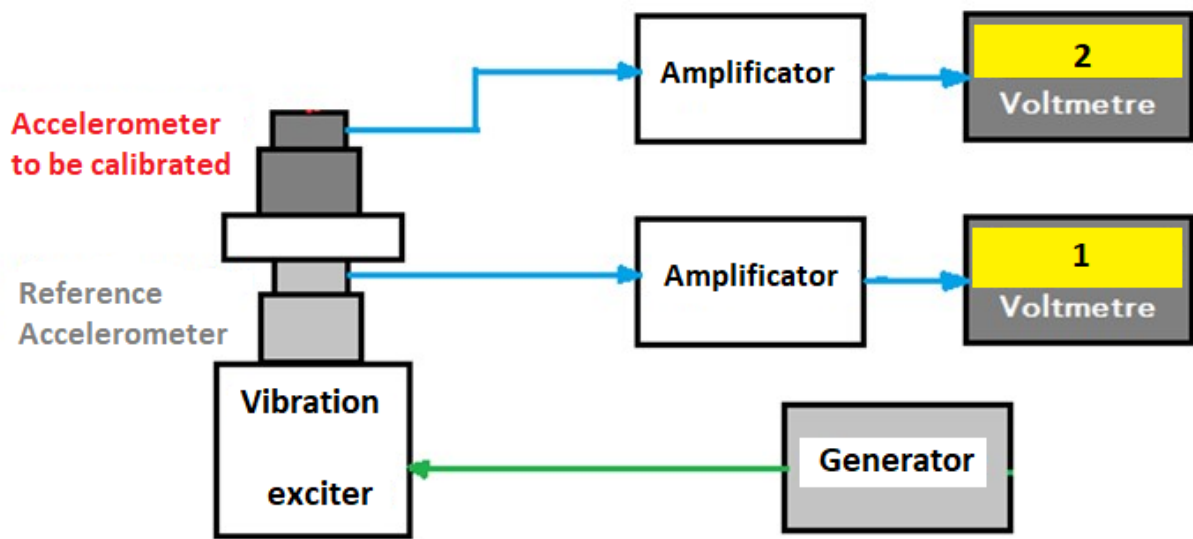 Amplificator
2
Voltmetre
Accelerometer
to be calibrated
Amplificator
1
Voltmetre
Reference
Accelerometer
Vibration
exciter
Generator